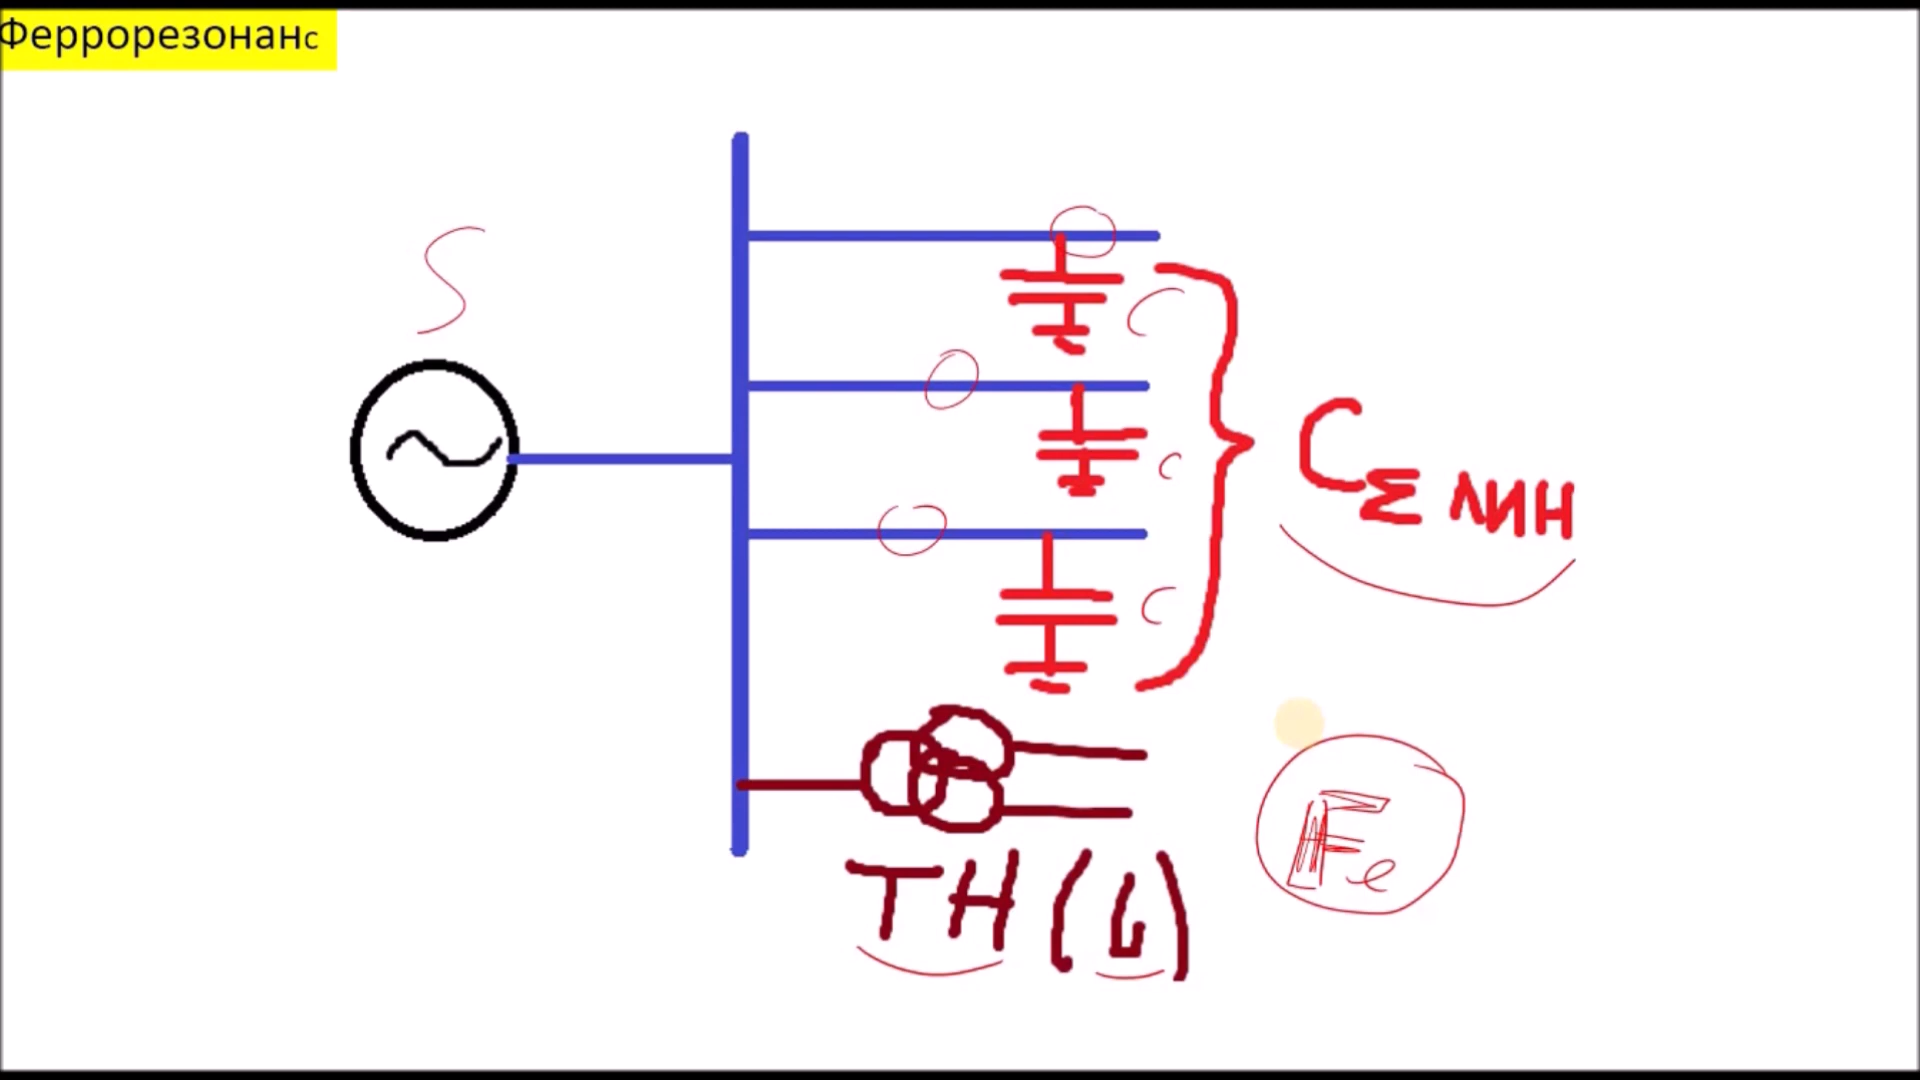 Феррорезонанс
S
C
C
C
CΣ ЛИН
ТН (L)
Fe